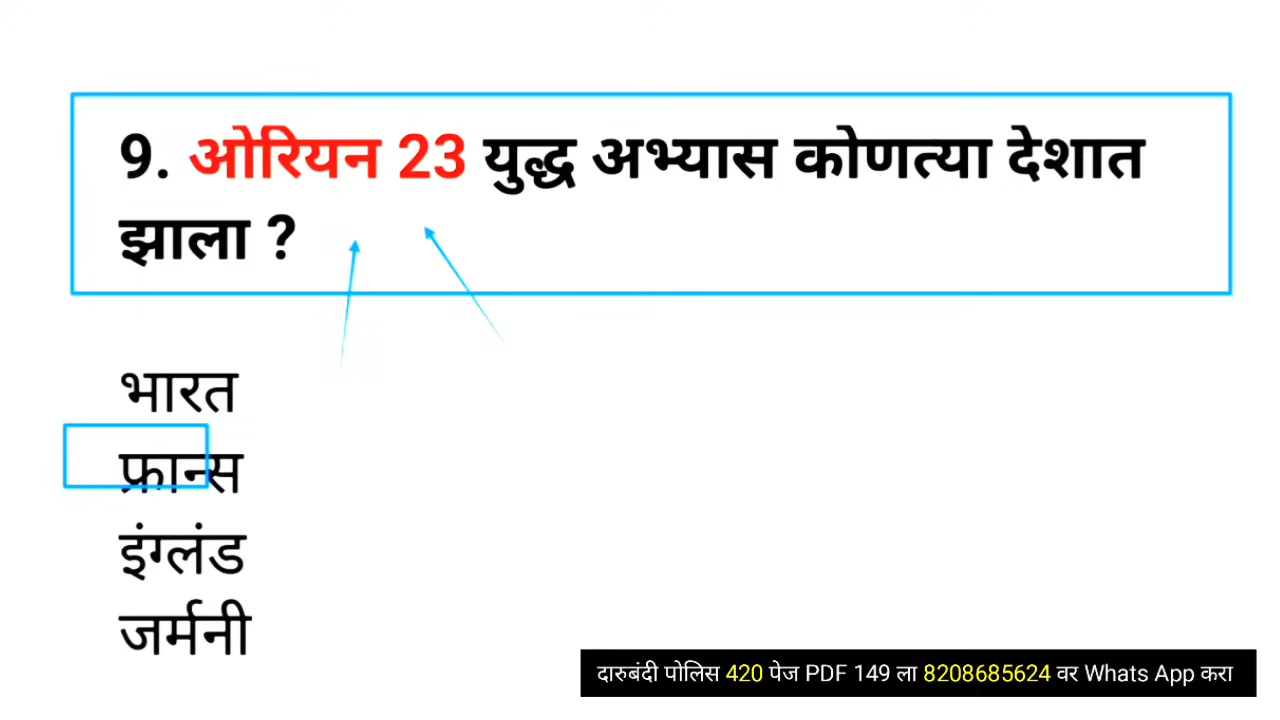 9. ओरियन 23 युद्ध अभ्यास कोणत्या देशात
झाला ?
भारत
फ्रान्स
इंग्लंड
जर्मनी
दारुबंदी पोलिस 420 पेज PDF 149 ला 8208685624 वर Whats App करा